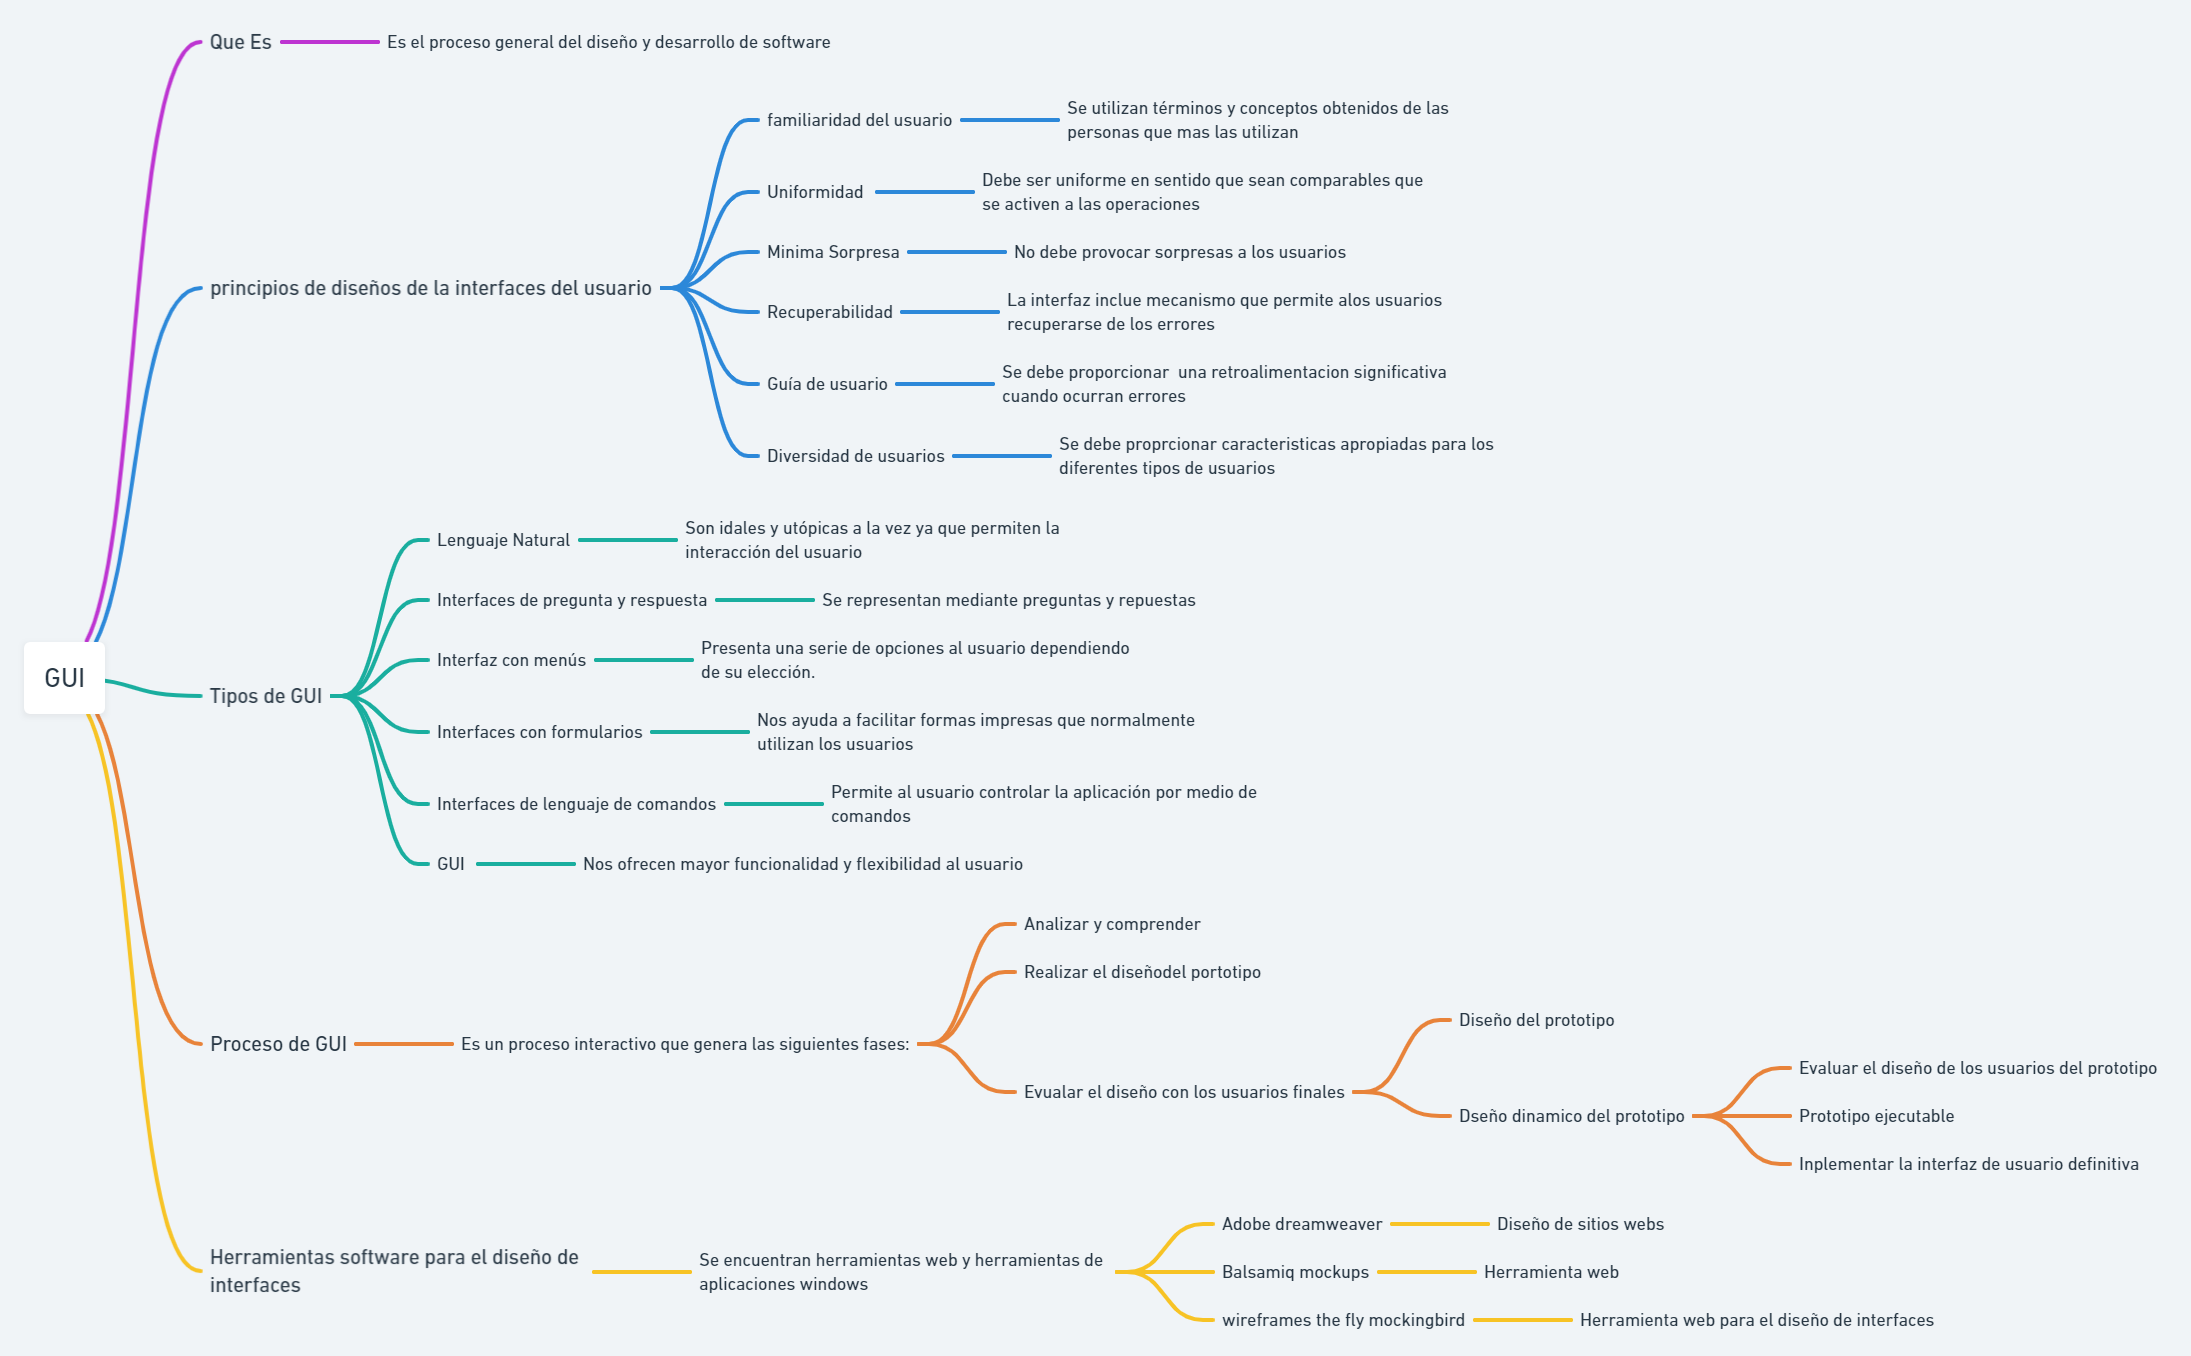 GUI
Que Es
Es el proceso general del diseño y desarrollo de software
principios de diseños de la interfaces del usuario
familiaridad del usuario
Se utilizan términos y conceptos obtenidos de las
personas que mas las utilizan
Uniformidad
Debe ser uniforme en sentido que sean comparables que
se activen a las operaciones
Minima Sorpresa
No debe provocar sorpresas a los usuarios
Recuperabilidad
La interfaz inclue mecanismo que permite alos usuarios
recuperarse de los errores
Guía de usuario
Se debe proporcionar  una retroalimentacion significativa
cuando ocurran errores
Diversidad de usuarios
Se debe proprcionar caracteristicas apropiadas para los
diferentes tipos de usuarios
Tipos de GUI
Lenguaje Natural
Son idales y utópicas a la vez ya que permiten la
interacción del usuario
Interfaces de pregunta y respuesta
Se representan mediante preguntas y repuestas
Interfaz con menús
Presenta una serie de opciones al usuario dependiendo
de su elección.
Interfaces con formularios
Nos ayuda a facilitar formas impresas que normalmente
utilizan los usuarios
Interfaces de lenguaje de comandos
Permite al usuario controlar la aplicación por medio de
comandos
GUI
Nos ofrecen mayor funcionalidad y flexibilidad al usuario
Proceso de GUI
Es un proceso interactivo que genera las siguientes fases:
Analizar y comprender
Realizar el diseñodel portotipo
Evualar el diseño con los usuarios finales
Diseño del prototipo
Dseño dinamico del prototipo
Evaluar el diseño de los usuarios del prototipo
Prototipo ejecutable
Inplementar la interfaz de usuario definitiva
Herramientas software para el diseño de
interfaces
Se encuentran herramientas web y herramientas de
aplicaciones windows
Adobe dreamweaver
Diseño de sitios webs
Balsamiq mockups
Herramienta web
wireframes the fly mockingbird
Herramienta web para el diseño de interfaces